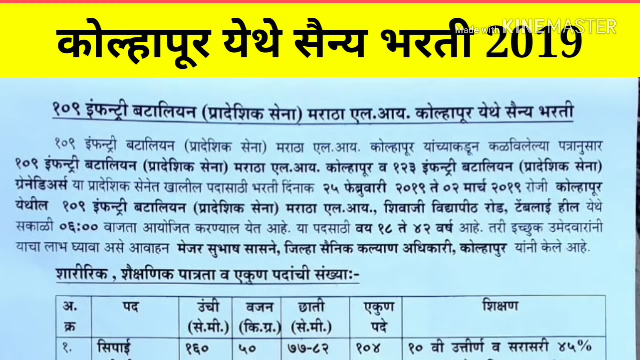 Made with KINEMASTER
कोल्हापूर येथे सैन्य भरती 2019
१०९ इंफन्ट्री बटालियन (प्रादेशिक सेना) मराठा एल.आय. कोल्हापूर येथे सैन्य भरती
१०९ इंफन्ट्री बटालियन (प्रादेशिक सेना) मराठा एल.आय. कोल्हापूर यांच्याकडून कळविलेल्या पत्रानुसार
१०९ इंफन्ट्री बटालियन (प्रादेशिक सेना) मराठा एल.आय. कोल्हापूर व १२३ इंफन्ट्री बटालियन (प्रादेशिक सेना)
ग्रेनेडिअर्स या प्रादेशिक सेनेत खालील पदासाठी भरती दिनांक २५ फेब्रुवारी २०१९ ते ०२ मार्च २०१९ रोजी कोल्हापूर
येथील १०९ इंफन्ट्री बटालियन (प्रादेशिक सेना) मराठा एल.आय., शिवाजी विद्यापीठ रोड, टेंबलाई हील येथे
सकाळी ०६:०० वाजता आयोजित करण्याल येत आहे. या पदसाठी वय १८ ते ४२ वर्ष आहे. तरी इच्छुक उमेदवारांनी
याचा लाभ घ्यावा असे आवाहन मेजर सुभाष सासने, जिल्हा सैनिक कल्याण अधिकारी, कोल्हापुर यांनी केले आहे.
शारीरिक , शैक्षणिक पात्रता व एकुण पदांची संख्या:-
अ. क्र पद उंची (से.मी.) वजन (कि.ग्र.) छाती (से.मी.) एकुण पदे शिक्षण
१. सिपाई १६० ५० ७७-८२ १०४ १० वी उत्तीर्ण व सरासरी ४५%